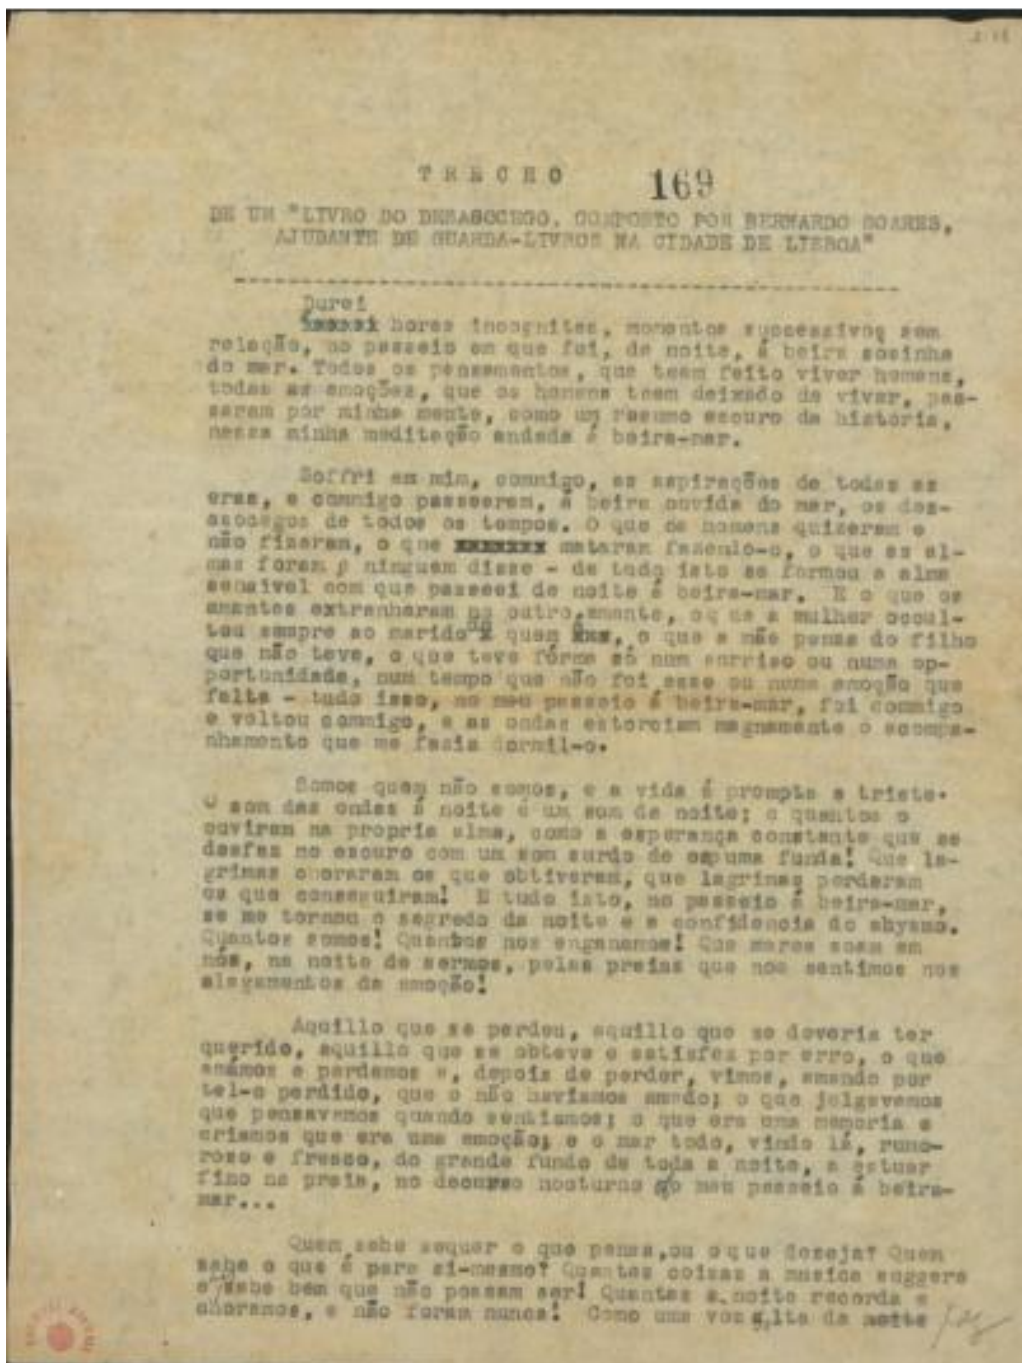 TRECHO 169
DE UM "LIVRO DO DESASOCEGO, COMPOSTO POR BERNARDO SOARES,
AJUDANTE DE GUARDA-LIVROS NA CIDADE DE LISBOA"
Durei
horas incognitas, momentos successivos sem
relação, no passeio em que fui, de noite, á beira sosinha
do mar. Todos os pensamentos, que teem feito viver homens,
todas as emoções, que os homens teem deixado de viver, pas-
saram por minha mente, como um resumo escuro da historia,
nessa minha meditação andada á beira-mar.
Soffri em mim, commigo, as aspirações de todas as
eras, e commigo passearam, á beira ouvida do mar, os des-
asocegos de todos os tempos. O que os homens quizeram e
não fizeram, o que mataram fazendo-o, o que as al-
mas foram e ninguem disse - de tudo isto se formou a alma
sensivel com que passeei de noite á beira-mar. E o que os
amantes extranharam no outro amante, o que a mulher occul-
tou sempre ao marido de quem é, o que a mãe pensa do filho
que não teve, o que teve fórma só num sorriso ou numa op-
portunidade, num tempo que não foi esse ou numa emoção que
falta - tudo isso, no meu passeio á beira-mar, foi commigo
e voltou commigo, e as ondas estorciam magnamente o acompa-
nhamento que me fazia dormil-o.
Somos quem não somos, e a vida é prompta e triste.
O som das ondas á noite é um som da noite; e quantos o
ouviram na propria alma, como a esperança constante que se
desfaz no escuro com um som surdo de espuma funda! Que la-
grimas choraram os que obtiveram, que lagrimas perderam
os que conseguiram! E tudo isto, no passeio á beira-mar,
se me tornou o segredo da noite e a confidencia do abysmo.
Quantos somos! Quantos nos enganamos! Que mares soam em
nós, na noite de sermos, pelas praias que nos sentimos nos
alagamentos da emoção!
Aquillo que se perdeu, aquillo que se deveria ter
querido, aquillo que se obteve e satisfez por erro, o que
amámos e perdemos e, depois de perder, vimos, amando por
tel-o perdido, que o não haviamos amado; o que julgavamos
que pensavamos quando sentiamos; o que era uma memoria e
criamos que era uma emoção; e o mar todo, vindo lá, rumo-
roso e fresco, do grande fundo de toda a noite, a estuar
fino na praia, no decurso nocturno do meu passeio á beira-
mar...
Quem sabe sequer o que pensa, ou o que deseja? Quem
sabe o que é para si-mesmo? Quantas coisas a musica suggere
e sabe bem que não possam ser! Quantas a noite recorda e
choramos, e não foram nunca! Como uma voz solta da noite